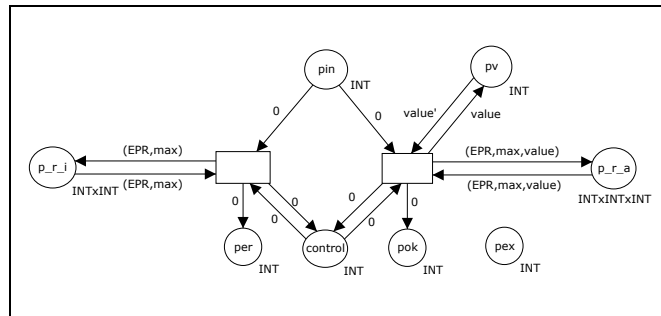 pin
INT
pv
INT
0
0
value'
value
p_r_i
INTxINT
(EPR,max)
(EPR,max)
(EPR,max,value)
(EPR,max,value)
p_r_a
INTxINTxINT
0
0
0
0
0
0
per
INT
control
INT
pok
INT
pex
INT